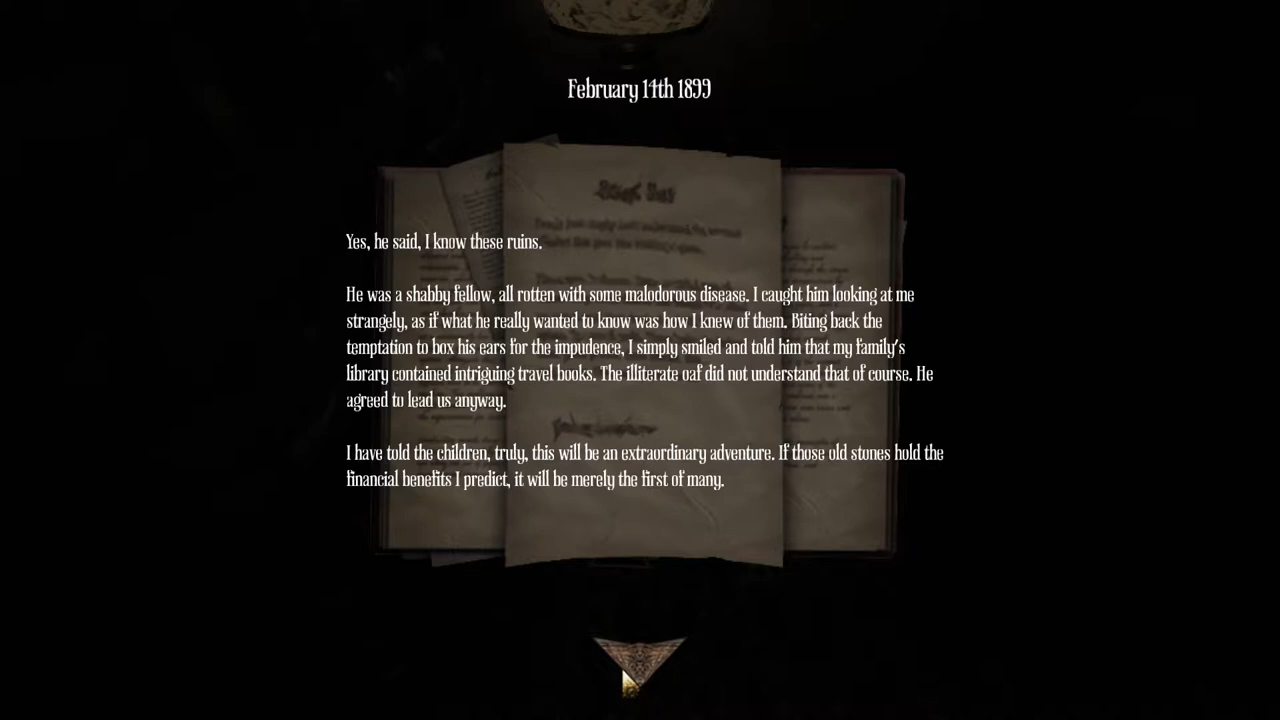 February 14th 1899
Yes, he said, I know these ruins.
He was a shabby fellow, all rotten with some malodorous disease. I caught him looking at me
strangely, as if what he really wanted to know was how I knew of them. Biting back the
temptation to box his ears for the impudence, I simply smiled and told him that my family's
library contained intriguing travel books. The illiterate oaf did not understand that of course. He
agreed to lead us anyway.
I have told the children, truly, this will be an extraordinary adventure. If those old stones hold the
financial benefits I predict, it will be merely the first of many.